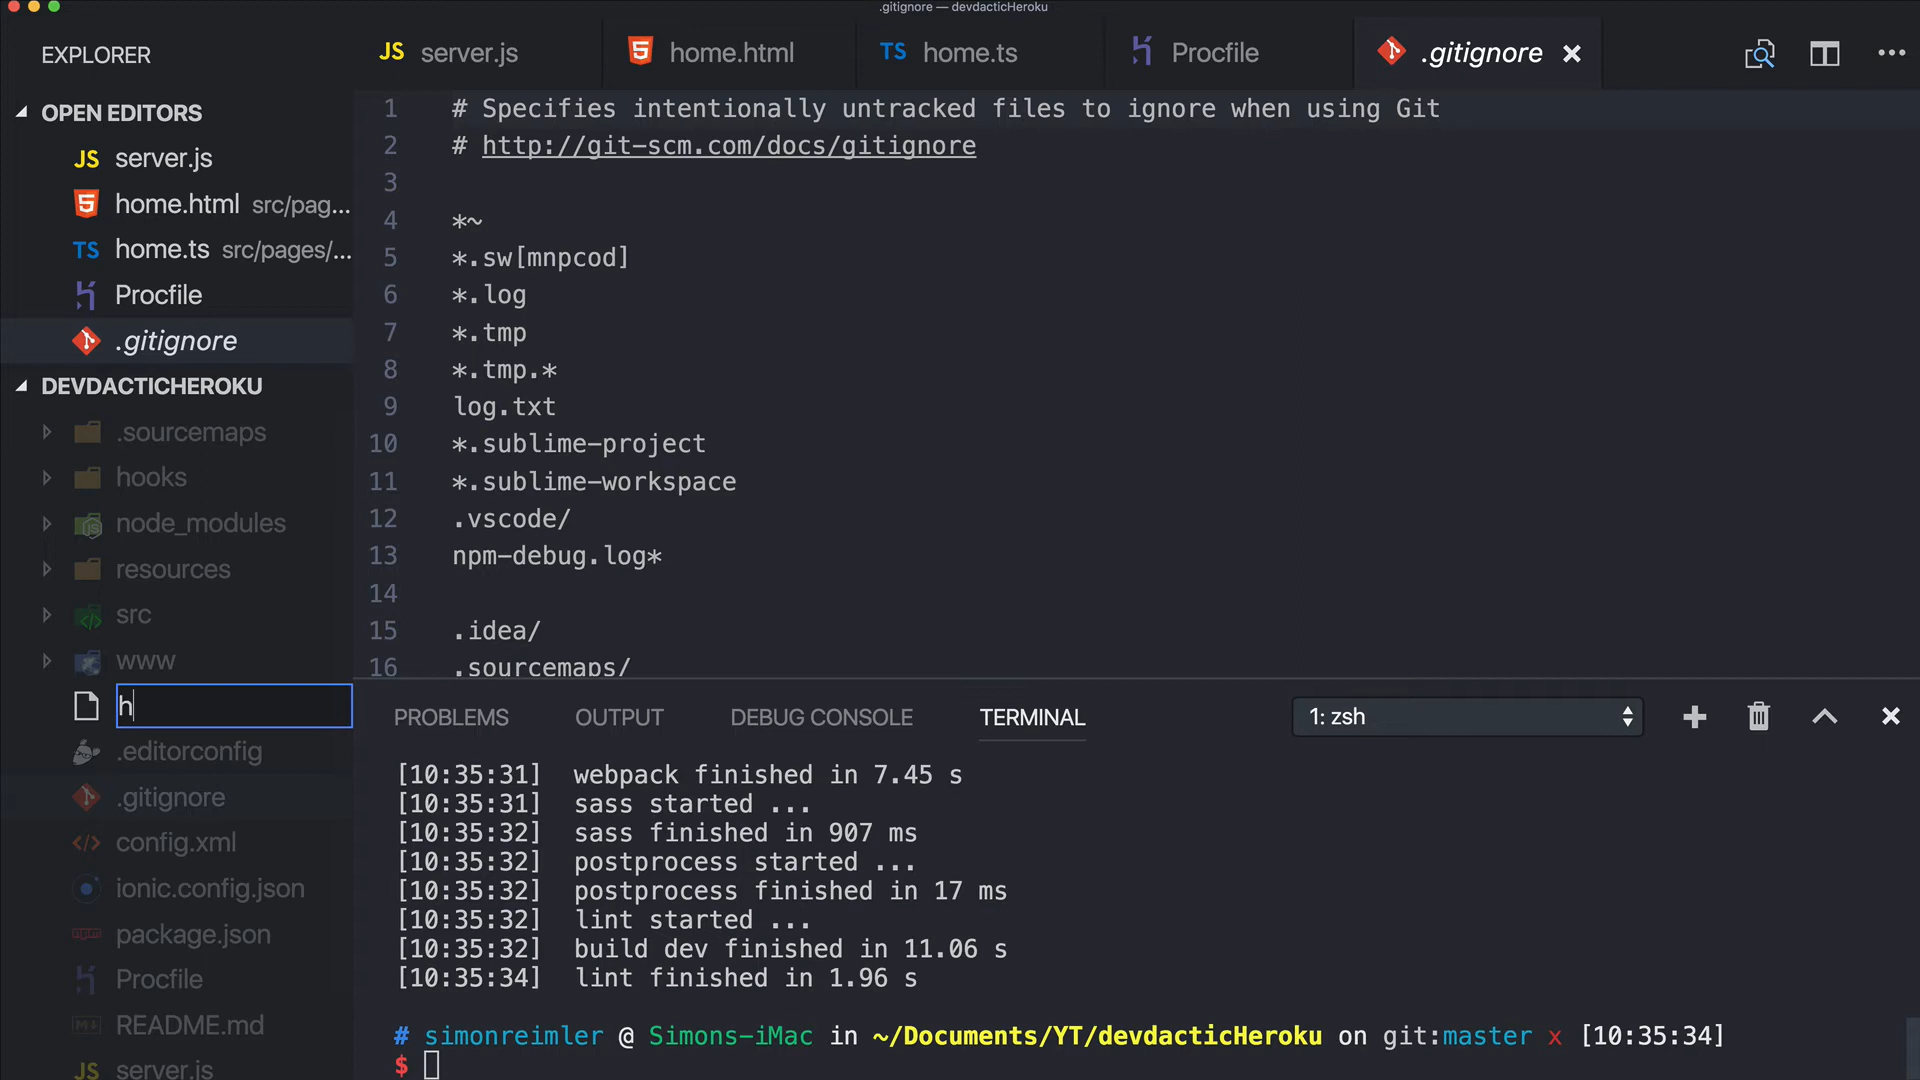 .gitignore — devdacticHeroku
EXPLORER
JS server.js
home.html
TS home.ts
Procfile
.gitignore
OPEN EDITORS
JS server.js
home.html src/pag...
TS home.ts src/pages/...
Procfile
.gitignore
DEVDACTICHEROKU
.sourcemaps
hooks
node_modules
resources
src
www
h
.editorconfig
.gitignore
config.xml
ionic.config.json
package.json
Procfile
README.md
JS server.js
1 # Specifies intentionally untracked files to ignore when using Git
2 # http://git-scm.com/docs/gitignore
3
4 *~
5 *.sw[mnpcod]
6 *.log
7 *.tmp
8 *.tmp.*
9 log.txt
10 *.sublime-project
11 *.sublime-workspace
12 .vscode/
13 npm-debug.log*
14
15 .idea/
16 .sourcemaps/
PROBLEMS OUTPUT DEBUG CONSOLE TERMINAL 1: zsh
[10:35:31] webpack finished in 7.45 s
[10:35:31] sass started ...
[10:35:32] sass finished in 907 ms
[10:35:32] postprocess started ...
[10:35:32] postprocess finished in 17 ms
[10:35:32] lint started ...
[10:35:32] build dev finished in 11.06 s
[10:35:34] lint finished in 1.96 s
# simonreimler @ Simons-iMac in ~/Documents/YT/devdacticHeroku on git:master x [10:35:34]
$